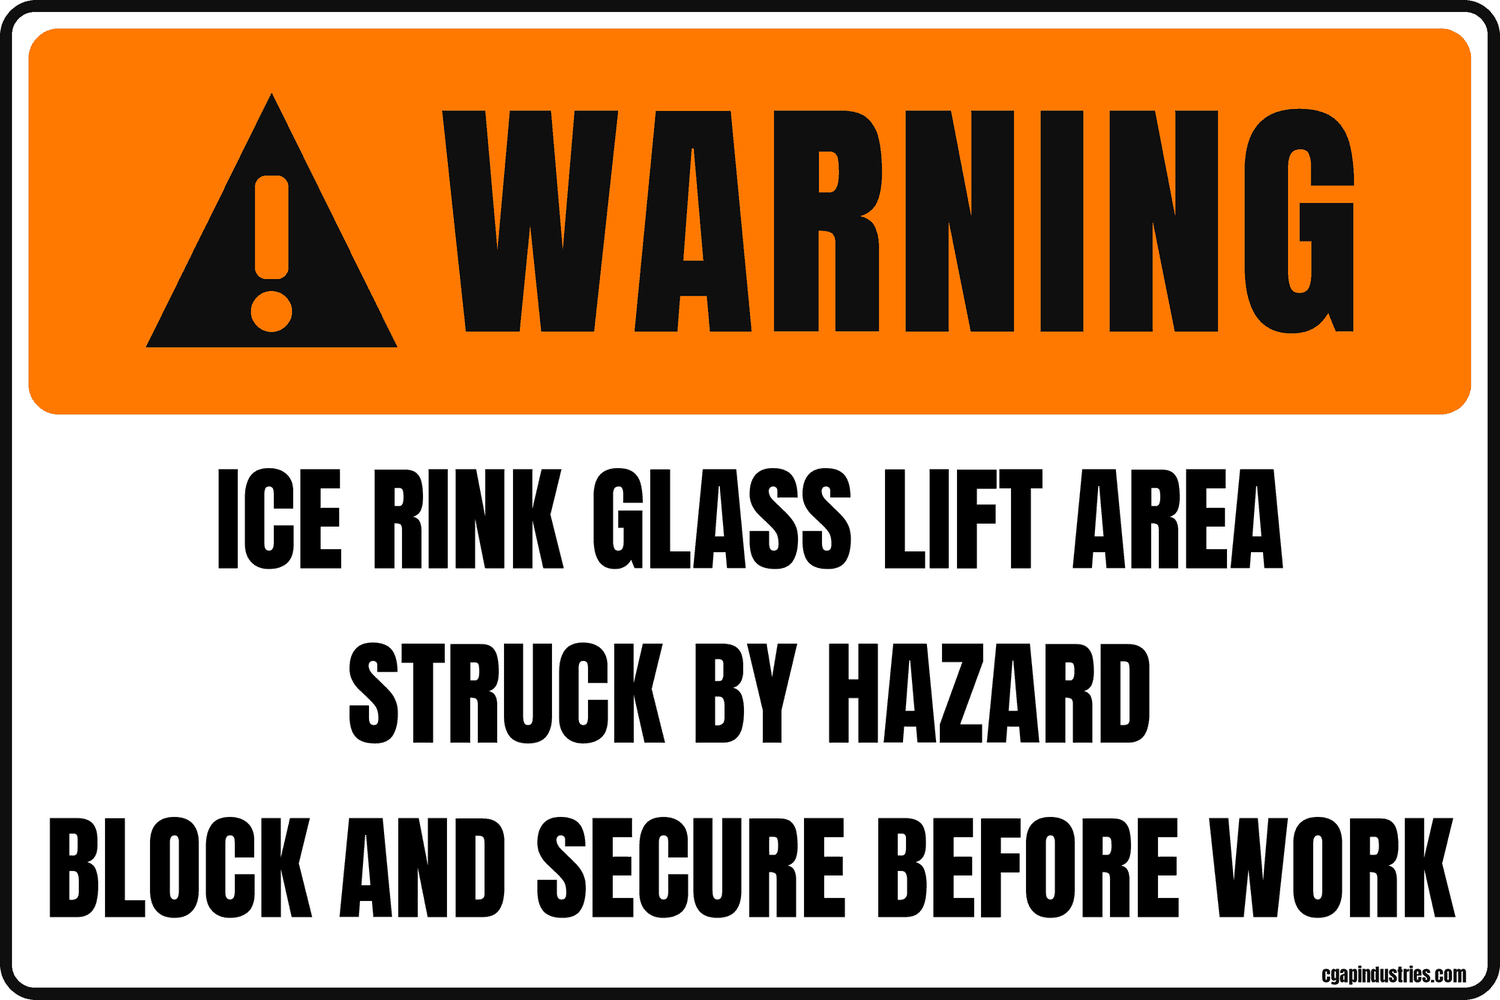 WARNING
ICE RINK GLASS LIFT AREA
STRUCK BY HAZARD
BLOCK AND SECURE BEFORE WORK
cgapindustries.com